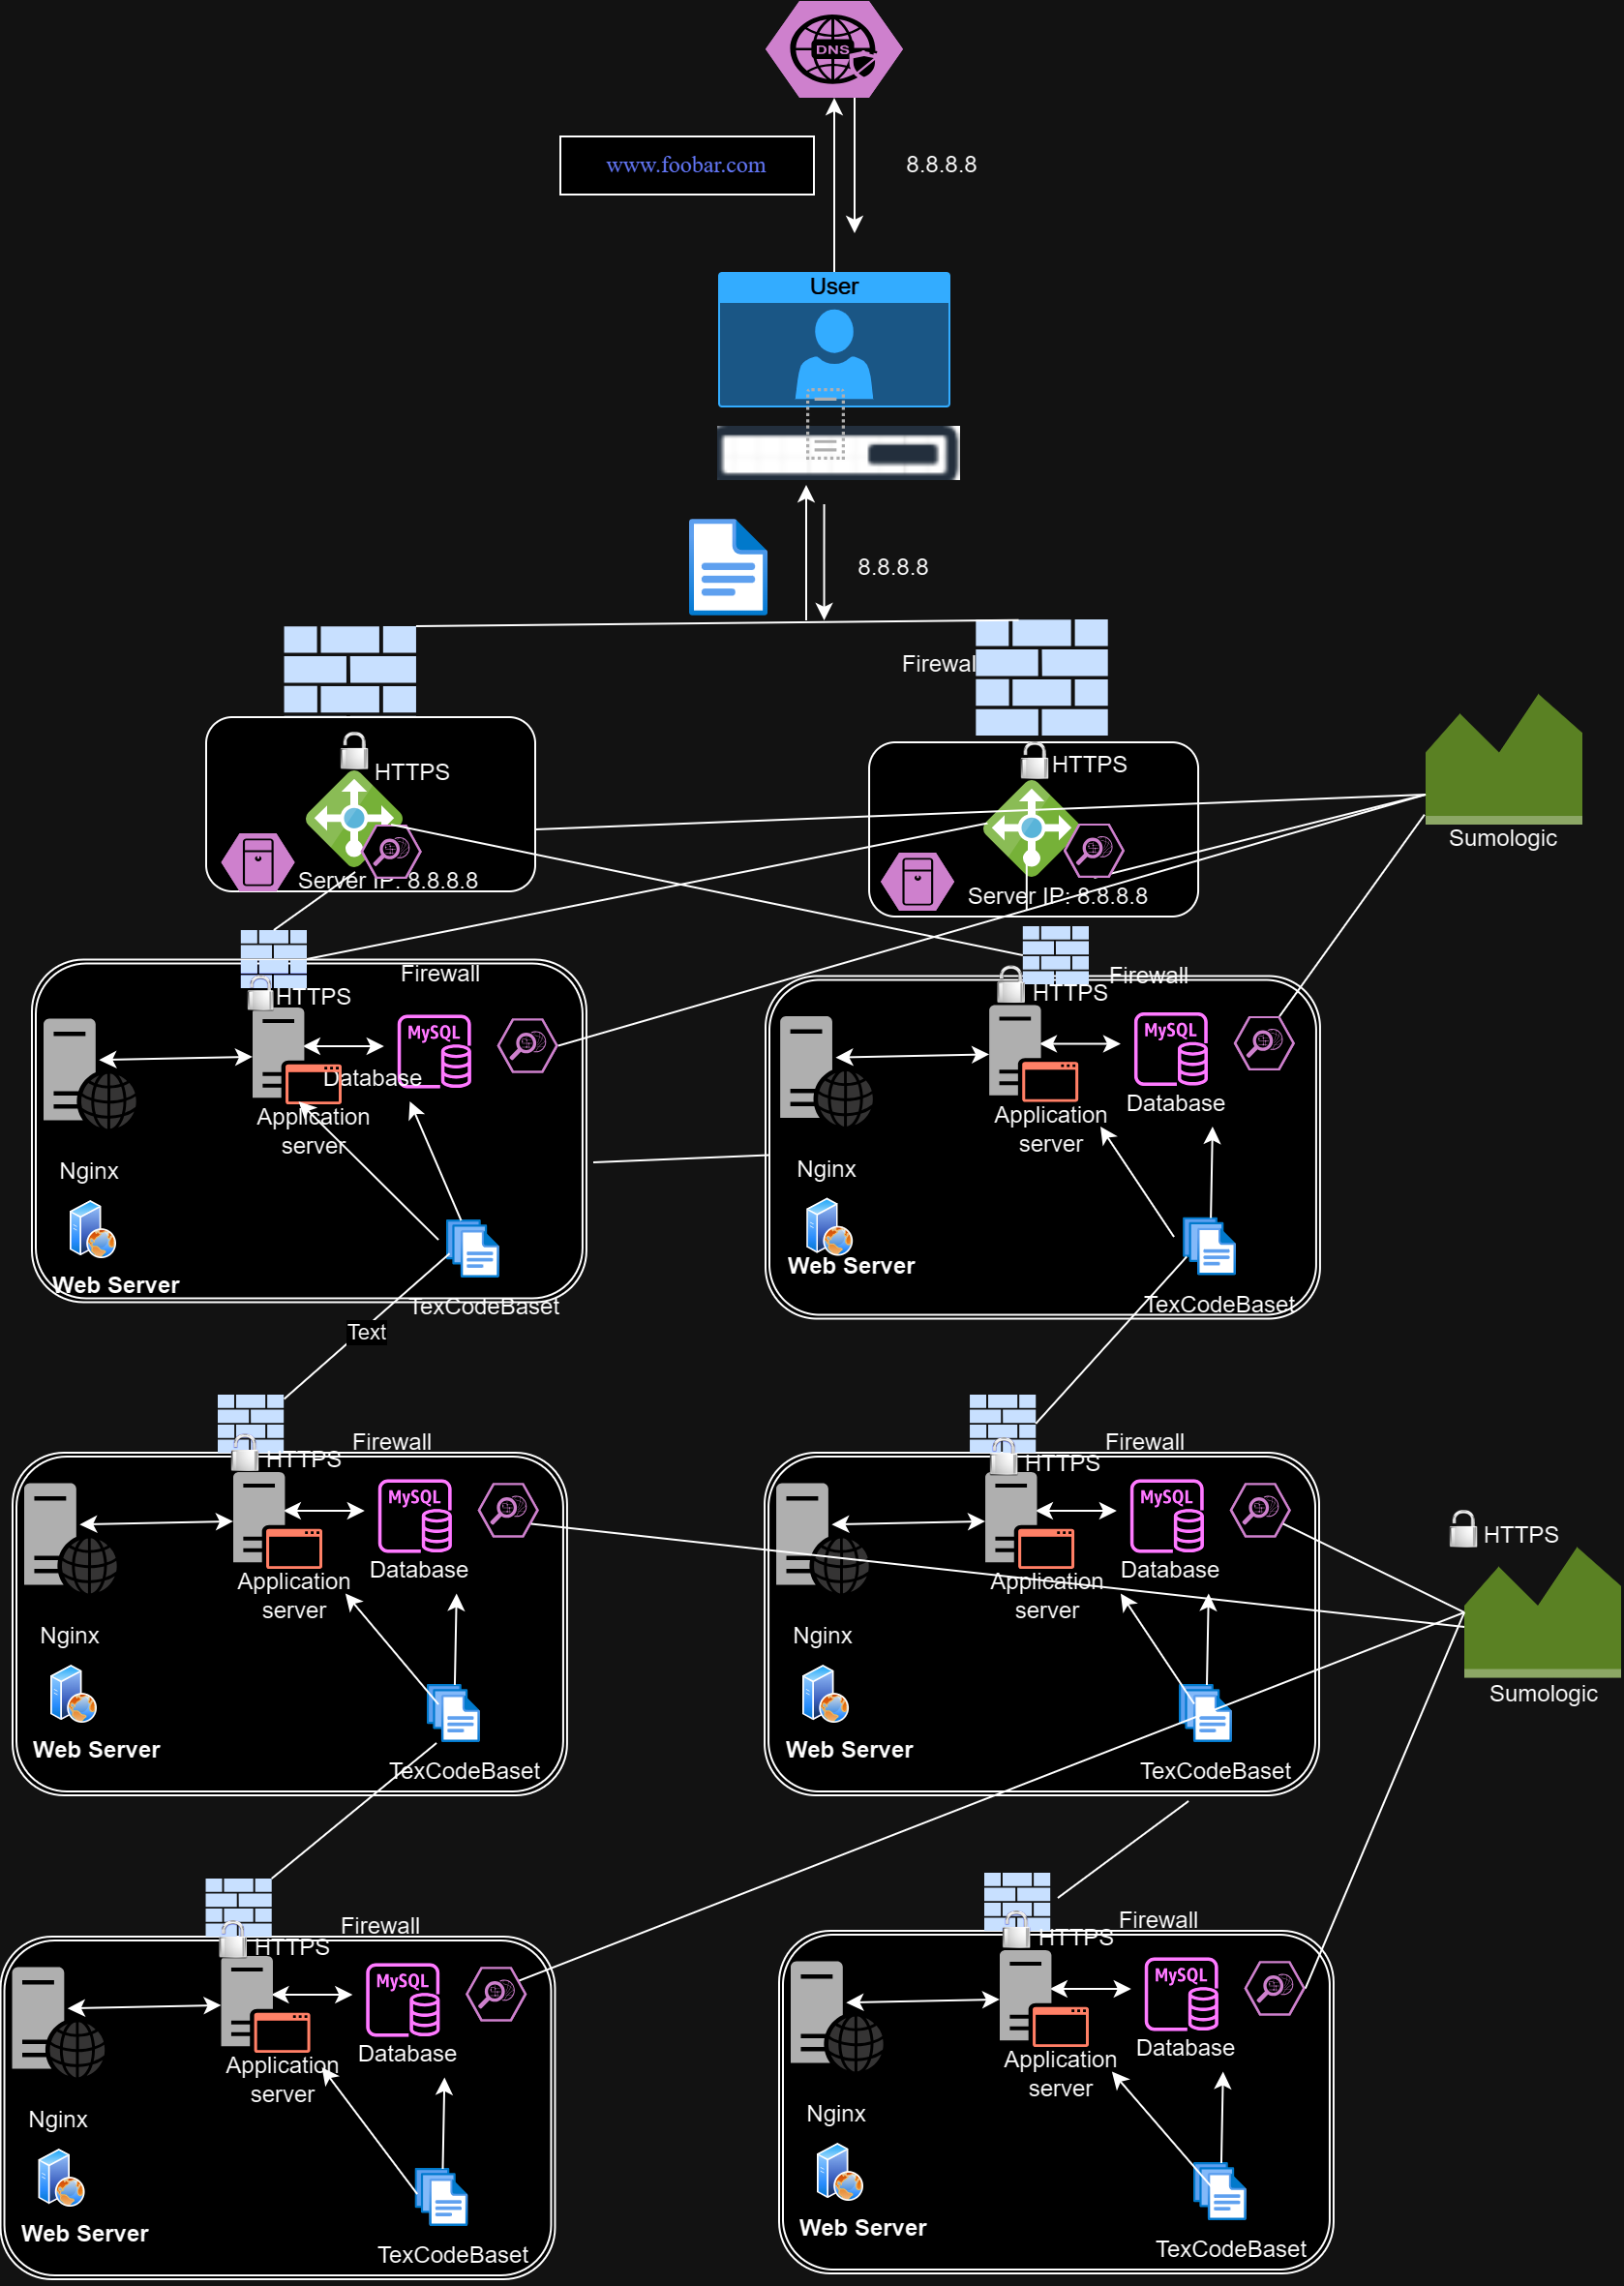 DNS
www.foobar.com
8.8.8.8
User
8.8.8.8
Firewal
HTTPS
HTTPS
Server IP: 8.8.8.8
Server IP: 8.8.8.8
Sumologic
Firewall
HTTPS
MySQL
Database
Application
server
Nginx
Web Server
TexCodeBaset
Firewall
HTTPS
MySQL
Database
Application
server
Nginx
Web Server
TexCodeBaset
Text
Firewall
HTTPS
MySQL
Database
Application
server
Nginx
Web Server
TexCodeBaset
Firewall
HTTPS
MySQL
Database
Application
server
Nginx
Web Server
TexCodeBaset
HTTPS
Sumologic
Firewall
HTTPS
MySQL
Database
Application
server
Nginx
Web Server
TexCodeBaset
Firewall
HTTPS
MySQL
Database
Application
server
Nginx
Web Server
TexCodeBaset